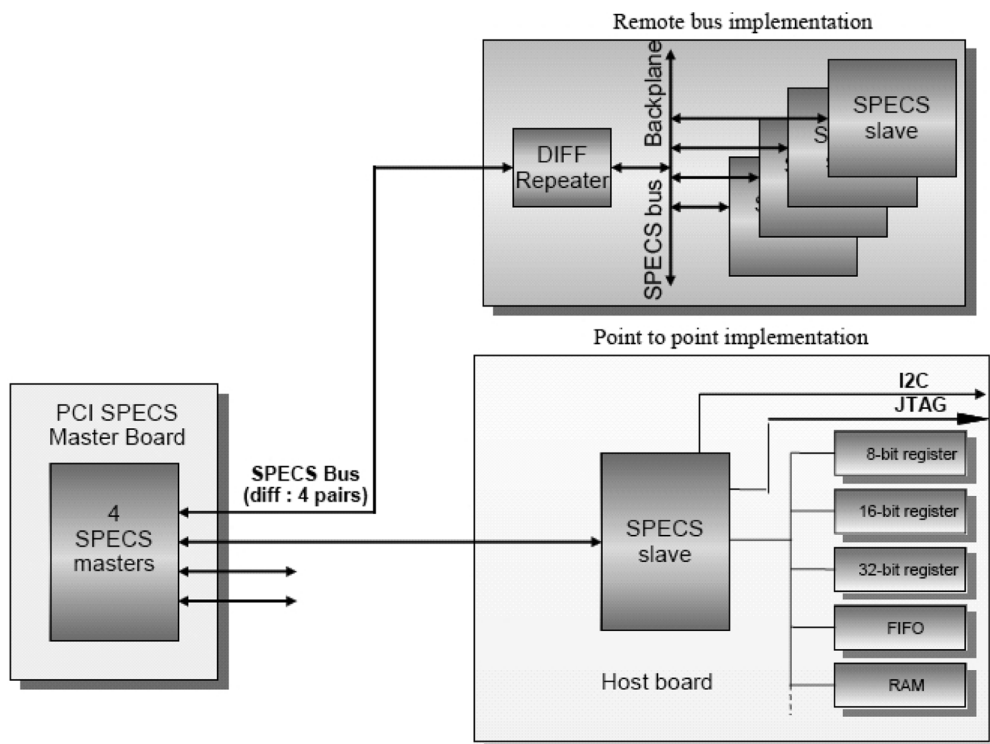 Remote bus implementation
SPECS bus
Backplane
DIFF
Repeater
SPECS
slave
S
Point to point implementation
PCI SPECS
Master Board
4
SPECS
masters
SPECS Bus
(diff : 4 pairs)
SPECS
slave
Host board
I2C
JTAG
8-bit register
16-bit register
32-bit register
FIFO
RAM